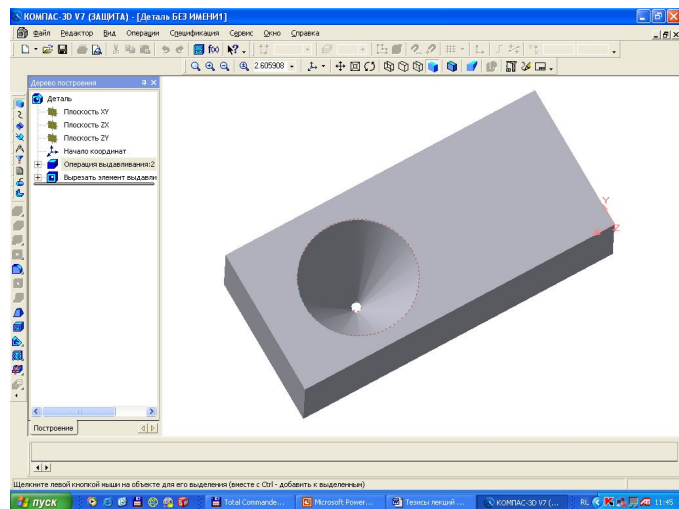 КОМПАС-3D V7 (ЗАЩИТА) - [Деталь БЕЗ ИМЕНИ1]
Файл Редактор Вид Операции Спецификация Сервис Окно Справка
f(x)
2.605908
Дерево построения
Деталь
Плоскость XY
Плоскость ZX
Плоскость ZY
Начало координат
Операция выдавливания:2
Вырезать элемент выдавли
Y
Z
Построение
Щелкните левой кнопкой мыши на объекте для его выделения (вместе с Ctrl - добавить к выделенным)
пуск
Total Commande...
Microsoft Power...
Тезисы лекций ...
КОМПАС-3D V7 (...
RL
11:45